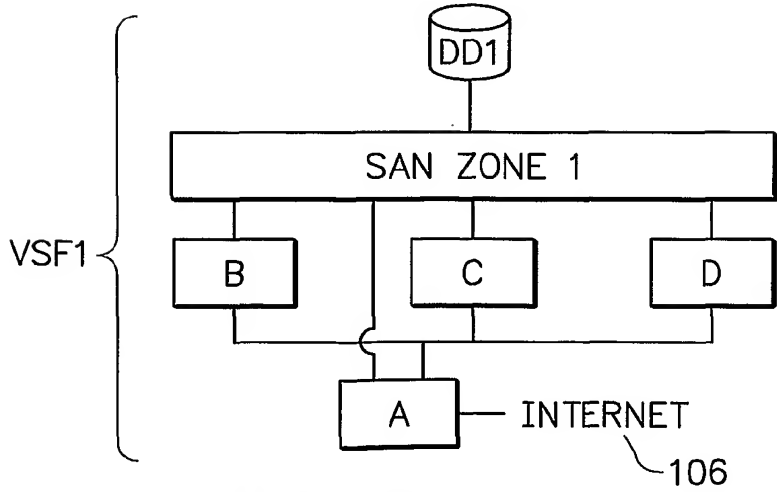 DD1
SAN ZONE 1
VSF1
B
C
D
A
INTERNET
106